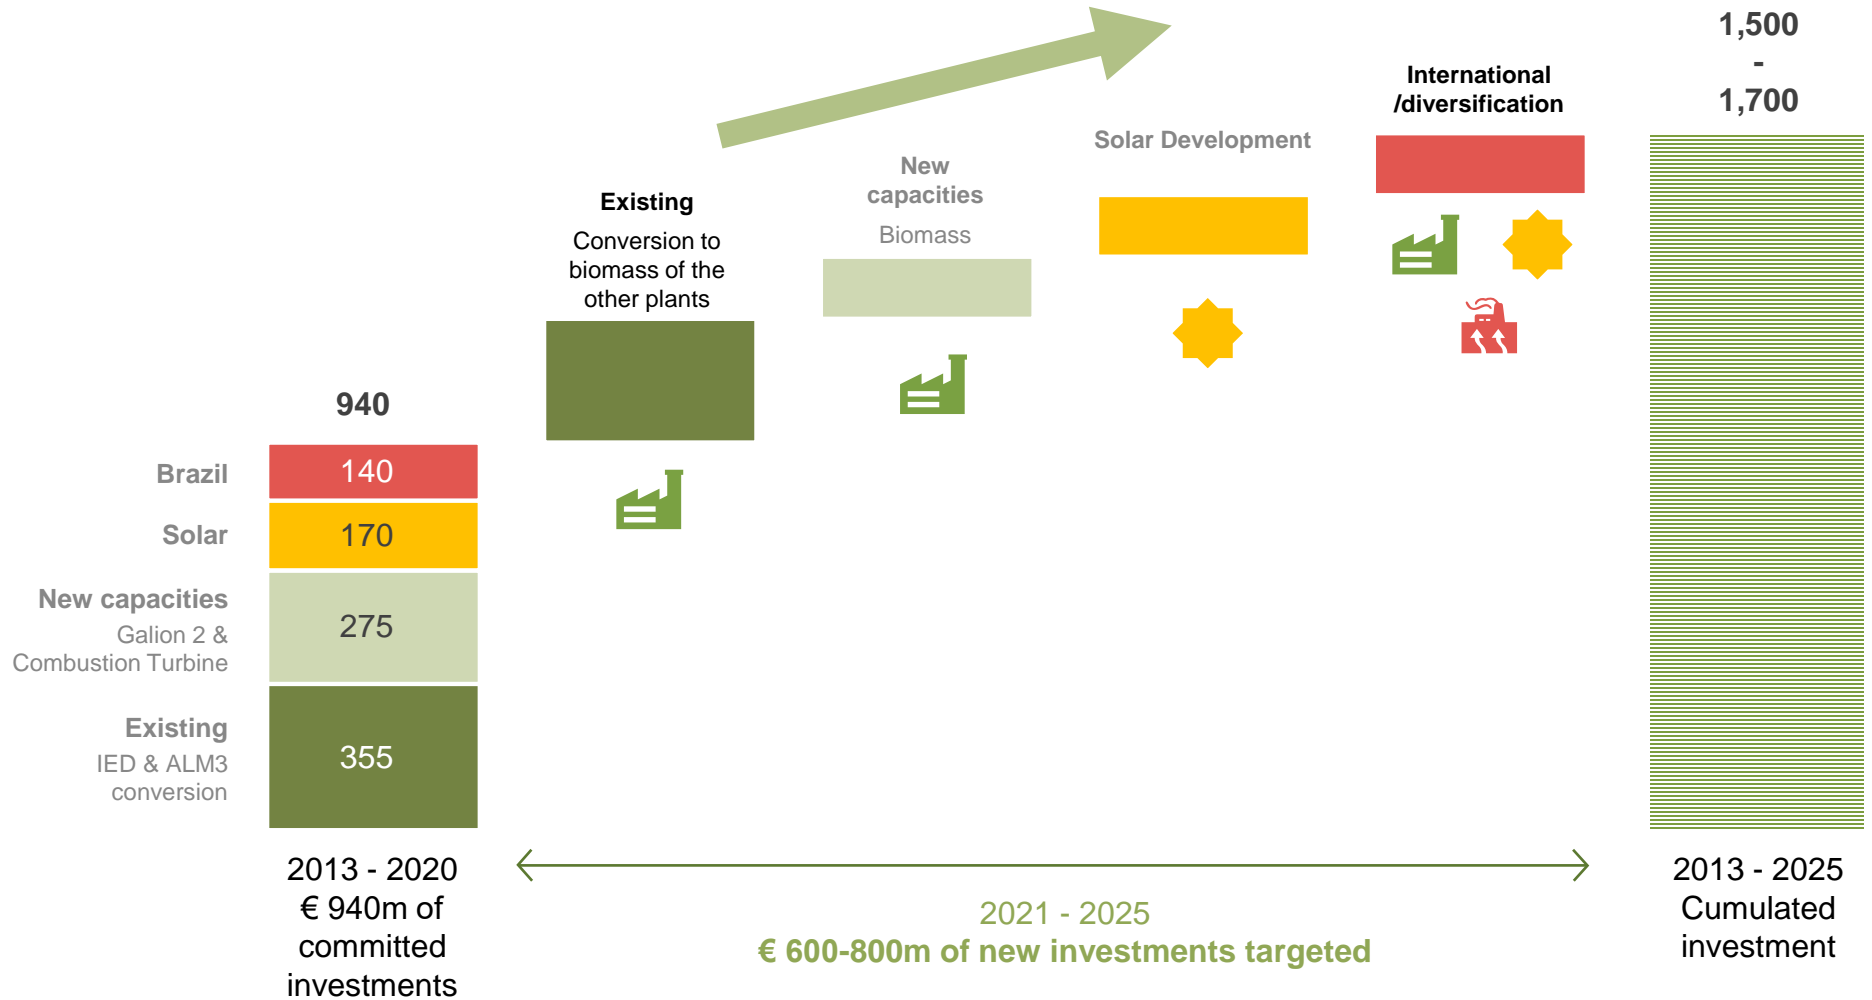 940
Brazil
140
Solar
170
New capacities
Galion 2 &
Combustion Turbine
275
Existing
IED & ALM3
conversion
355
2013 - 2020
€ 940m of
committed
investments
Existing
Conversion to
biomass of the
other plants
New
capacities
Biomass
Solar Development
International
/diversification
2021 - 2025
€ 600-800m of new investments targeted
1,500
-
1,700
2013 - 2025
Cumulated
investment